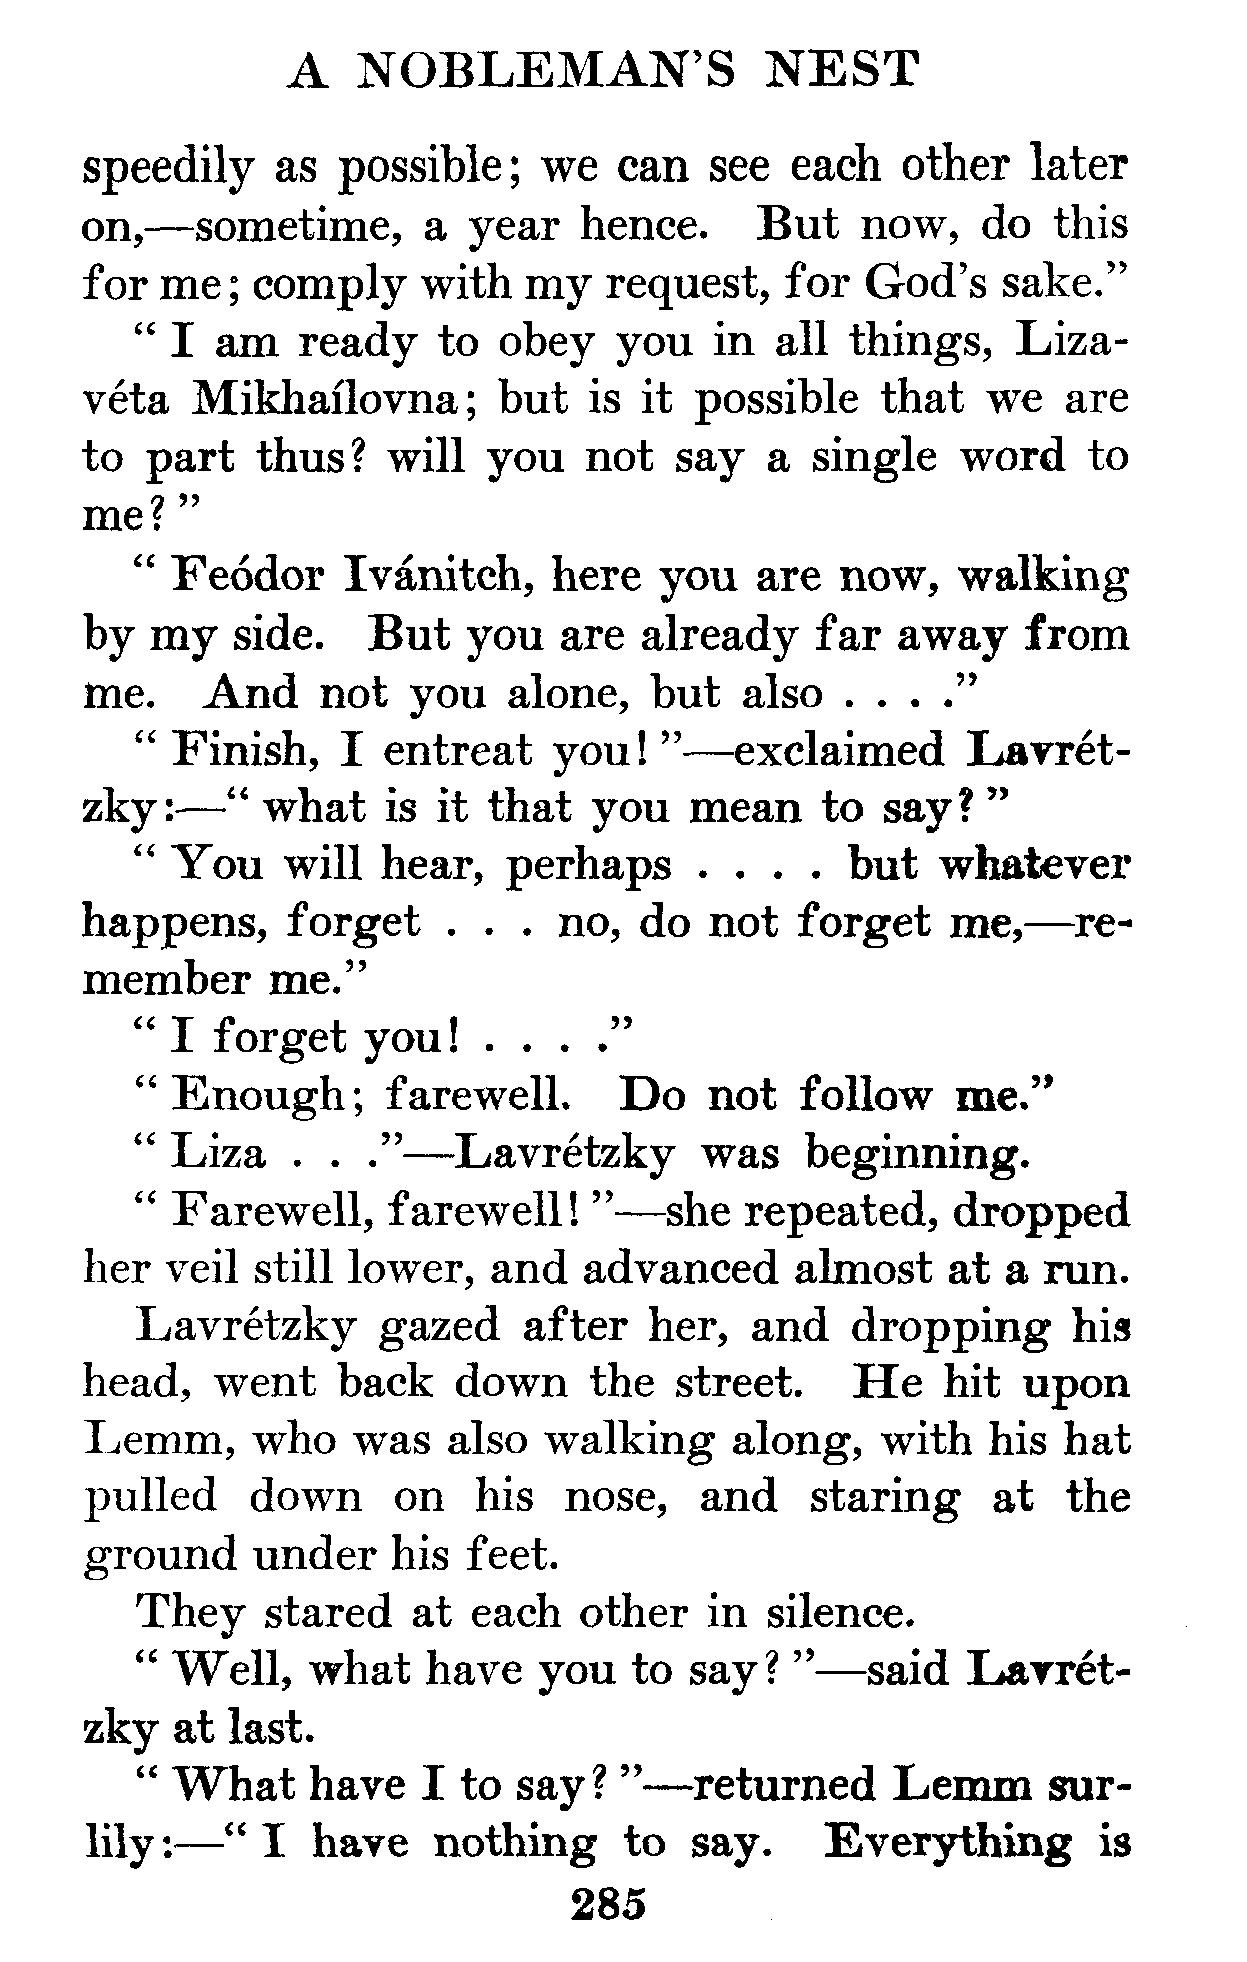 A NOBLEMAN'S NEST
speedily as possible; we can see each other later
on,—sometime, a year hence. But now, do this
for me; comply with my request, for God's sake."
" I am ready to obey you in all things, Liza-
véta Mikhaílovna; but is it possible that we are
to part thus? will you not say a single word to
me? "
" Feódor Ivánitch, here you are now, walking
by my side. But you are already far away from
me. And not you alone, but also . . . ."
" Finish, I entreat you! "—exclaimed Lavrét-
zky:—" what is it that you mean to say? "
" You will hear, perhaps . . . . but whatever
happens, forget . . . no, do not forget me,—re-
member me."
" I forget you! . . . ."
" Enough; farewell. Do not follow me."
" Liza . . ."—Lavrétzky was beginning.
" Farewell, farewell! "—she repeated, dropped
her veil still lower, and advanced almost at a run.
Lavrétzky gazed after her, and dropping his
head, went back down the street. He hit upon
Lemm, who was also walking along, with his hat
pulled down on his nose, and staring at the
ground under his feet.
They stared at each other in silence.
" Well, what have you to say? "—said Lavrét-
zky at last.
" What have I to say? "—returned Lemm sur-
lily:—" I have nothing to say. Everything is
285